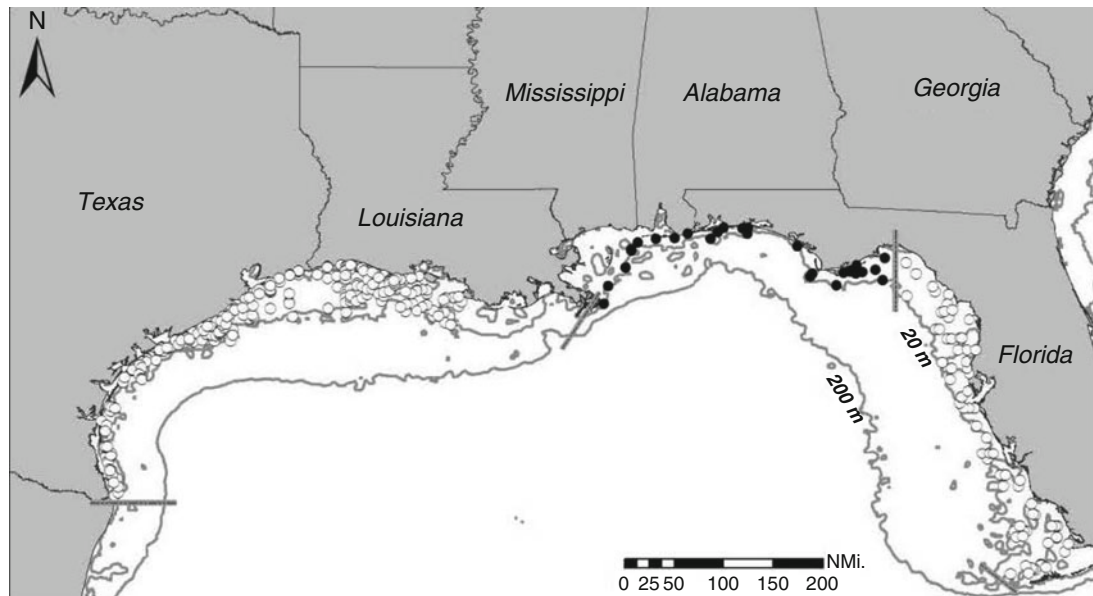 N
Mississippi
Alabama
Georgia
Texas
Louisiana
Florida
20 m
200 m
NMi.
0 25 50 100 150 200